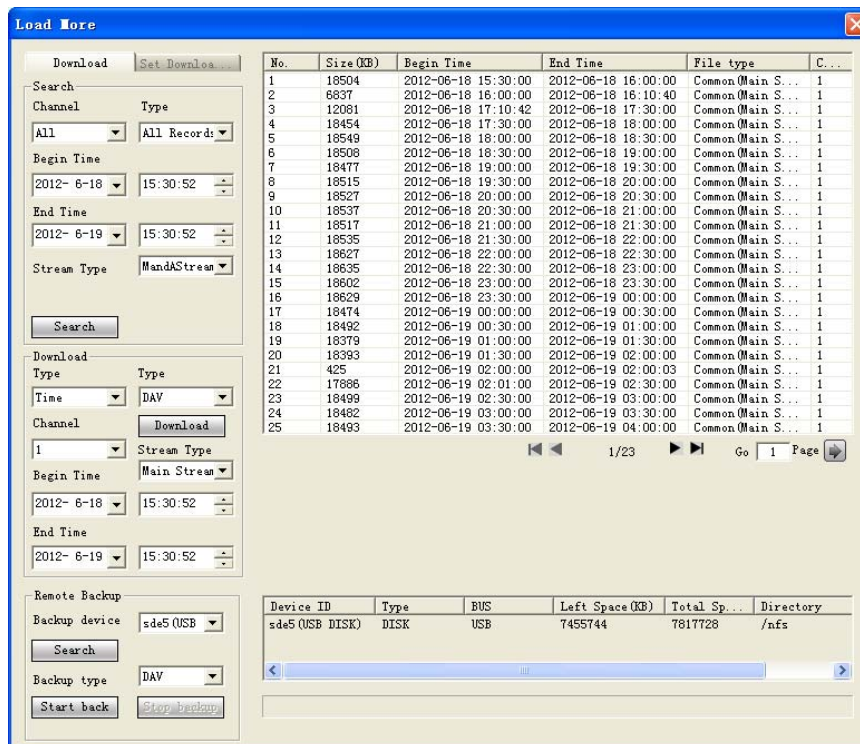 Load More
Download Set Downloa...
Search
Channel Type
All All Records
Begin Time
2012- 6-18 15:30:52
End Time
2012- 6-19 15:30:52
Stream Type MandAStream
Search
Download
Type Type
Time DAV
Channel Download
1 Stream Type
Begin Time Main Stream
2012- 6-18 15:30:52
End Time
2012- 6-19 15:30:52
Remote Backup
Backup device sde5(USB
Search
Backup type DAV
Start back Stop backup
No. Size(KB) Begin Time End Time File type C...
1 18504 2012-06-18 15:30:00 2012-06-18 16:00:00 Common(Main S... 1
2 6837 2012-06-18 16:00:00 2012-06-18 16:10:40 Common(Main S... 1
3 12081 2012-06-18 17:10:42 2012-06-18 17:30:00 Common(Main S... 1
4 18454 2012-06-18 17:30:00 2012-06-18 18:00:00 Common(Main S... 1
5 18549 2012-06-18 18:00:00 2012-06-18 18:30:00 Common(Main S... 1
6 18508 2012-06-18 18:30:00 2012-06-18 19:00:00 Common(Main S... 1
7 18477 2012-06-18 19:00:00 2012-06-18 19:30:00 Common(Main S... 1
8 18515 2012-06-18 19:30:00 2012-06-18 20:00:00 Common(Main S... 1
9 18527 2012-06-18 20:00:00 2012-06-18 20:30:00 Common(Main S... 1
10 18537 2012-06-18 20:30:00 2012-06-18 21:00:00 Common(Main S... 1
11 18517 2012-06-18 21:00:00 2012-06-18 21:30:00 Common(Main S... 1
12 18535 2012-06-18 21:30:00 2012-06-18 22:00:00 Common(Main S... 1
13 18627 2012-06-18 22:00:00 2012-06-18 22:30:00 Common(Main S... 1
14 18635 2012-06-18 22:30:00 2012-06-18 23:00:00 Common(Main S... 1
15 18602 2012-06-18 23:00:00 2012-06-18 23:30:00 Common(Main S... 1
16 18629 2012-06-18 23:30:00 2012-06-19 00:00:00 Common(Main S... 1
17 18474 2012-06-19 00:00:00 2012-06-19 00:30:00 Common(Main S... 1
18 18492 2012-06-19 00:30:00 2012-06-19 01:00:00 Common(Main S... 1
19 18379 2012-06-19 01:00:00 2012-06-19 01:30:00 Common(Main S... 1
20 18393 2012-06-19 01:30:00 2012-06-19 02:00:00 Common(Main S... 1
21 425 2012-06-19 02:00:00 2012-06-19 02:00:03 Common(Main S... 1
22 17886 2012-06-19 02:01:00 2012-06-19 02:30:00 Common(Main S... 1
23 18499 2012-06-19 02:30:00 2012-06-19 03:00:00 Common(Main S... 1
24 18482 2012-06-19 03:00:00 2012-06-19 03:30:00 Common(Main S... 1
25 18493 2012-06-19 03:30:00 2012-06-19 04:00:00 Common(Main S... 1
1/23 Go 1 Page
Device ID Type BUS Left Space(KB) Total Sp... Directory
sde5(USB DISK) DISK USB 7455744 7817728 /nfs